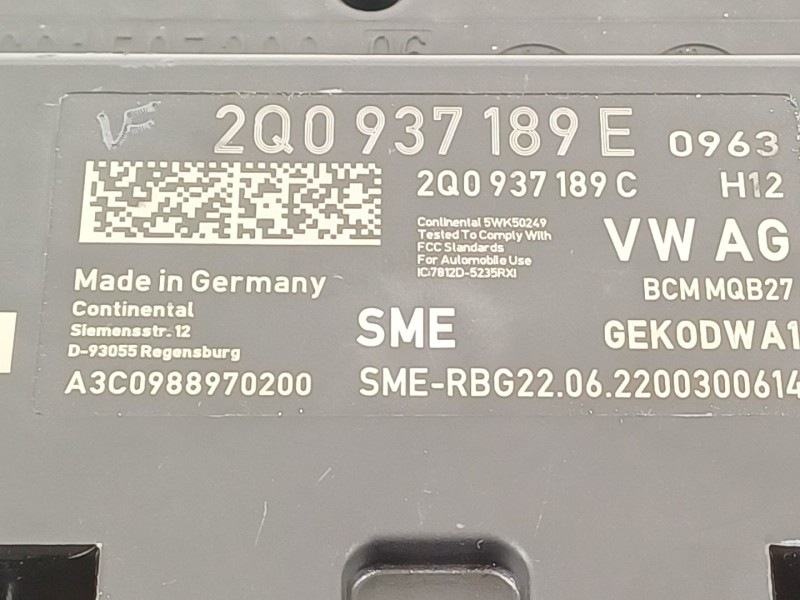 2Q0 937 189 E 0963
2Q0 937 189 C H12
Continental 5WK50249
Tested To Comply With
FCC Standards
For Automobile Use
IC:7812D-5235RXI
VW AG
BCM MQB27
Made in Germany
Continental
Siemensstr. 12
D-93055 Regensburg
SME
GEK0DWA1
A3C0988970200
SME-RBG22.06.2200300614